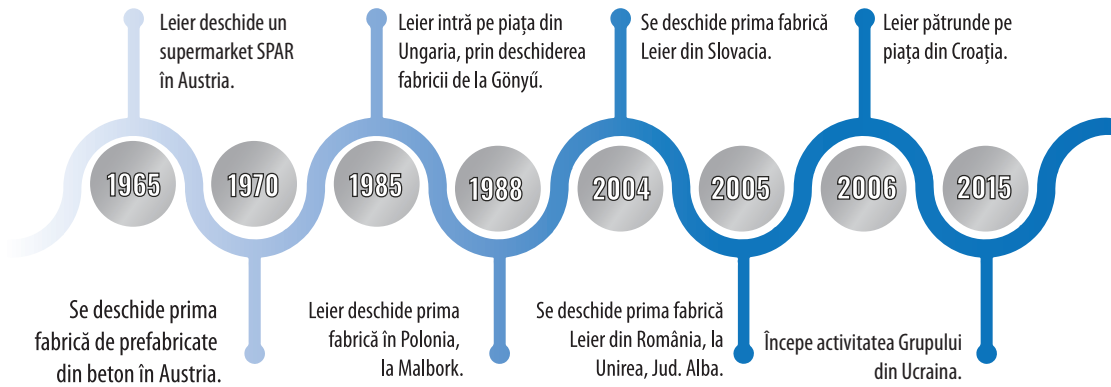 Leier deschide un
supermarket SPAR
în Austria.
Leier intră pe piața din
Ungaria, prin deschiderea
fabricii de la Gönyű.
Se deschide prima fabrică
Leier din Slovacia.
Leier pătrunde pe
piața din Croația.
1965
1970
1985
1988
2004
2005
2006
2015
Se deschide prima
fabrică de prefabricate
din beton în Austria.
Leier deschide prima
fabrică în Polonia,
la Malbork.
Se deschide prima fabrică
Leier din România, la
Unirea, Jud. Alba.
Începe activitatea Grupului
din Ucraina.